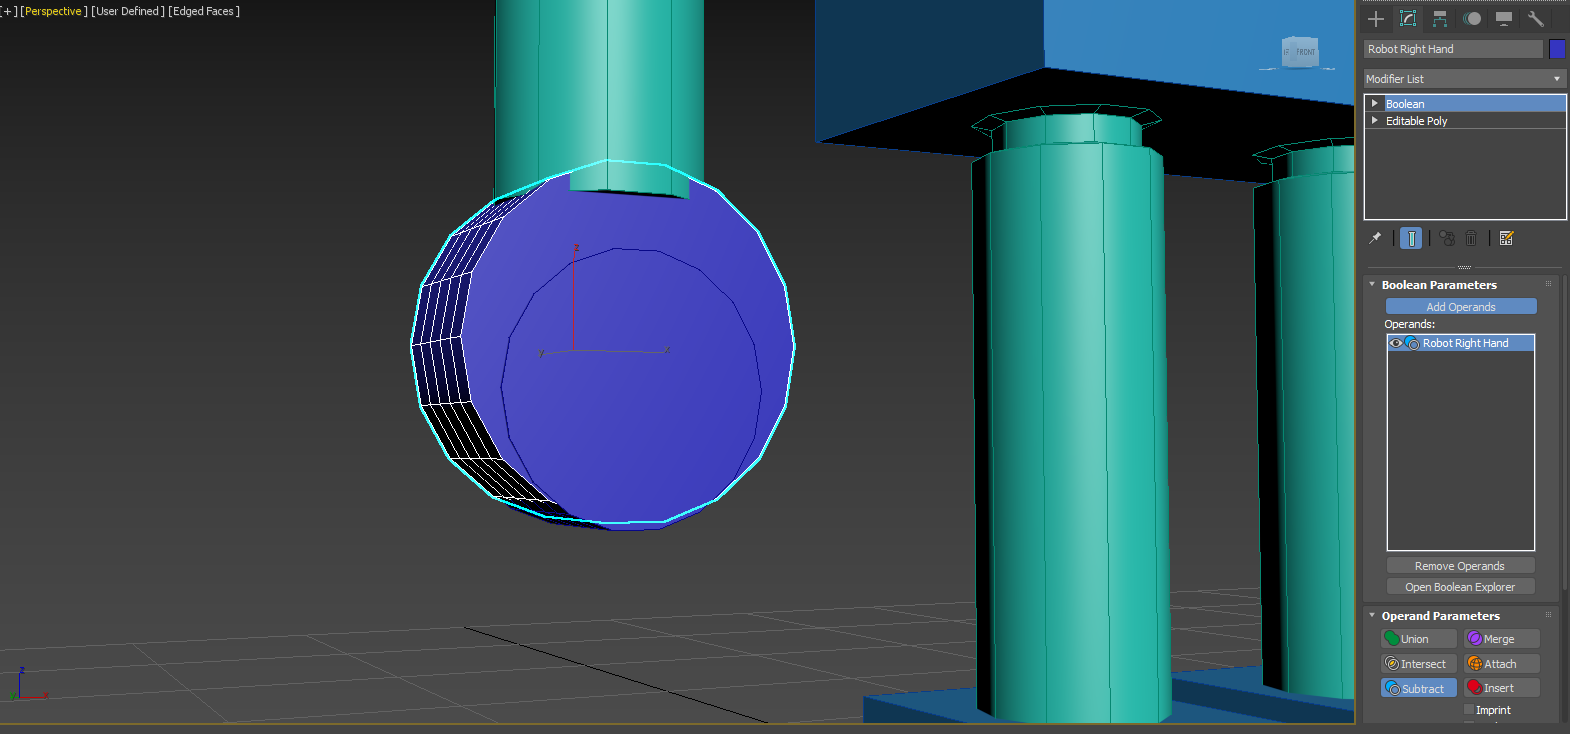 [+] [Perspective ] [User Defined ] [Edged Faces ]
FRONT
z
y
x
z
y
x
Robot Right Hand
Modifier List
Boolean
Editable Poly
Boolean Parameters
Add Operands
Operands:
Robot Right Hand
Remove Operands
Open Boolean Explorer
Operand Parameters
Union
Merge
Intersect
Attach
Subtract
Insert
Imprint